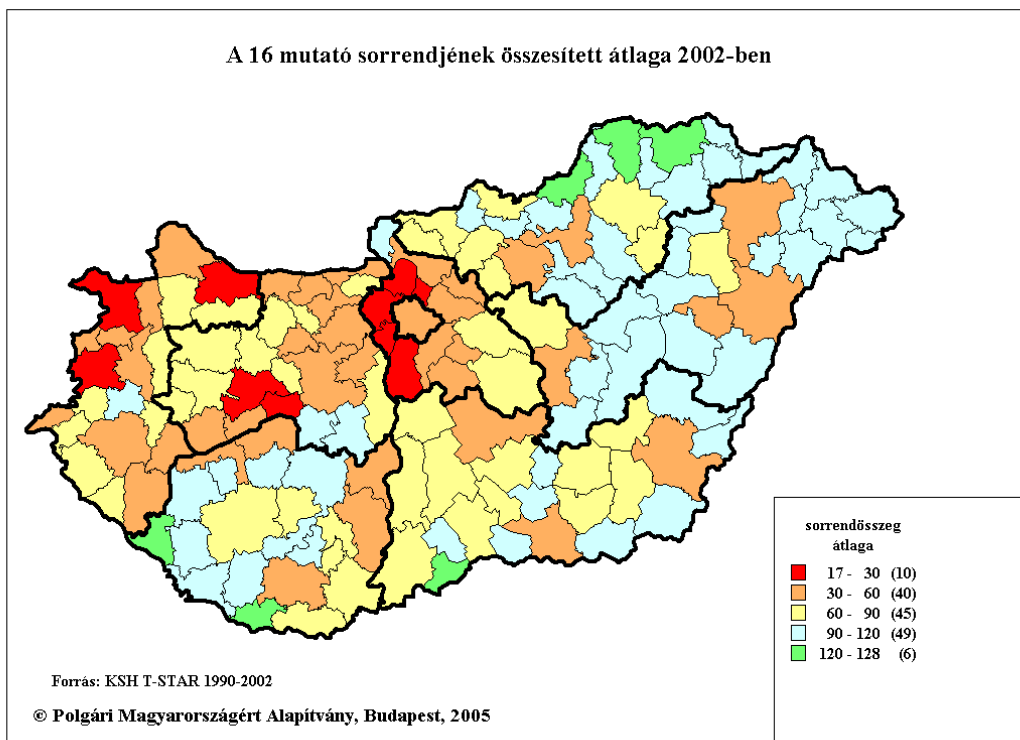 A 16 mutató sorrendjének összesített átlaga 2002-ben
sorrendösszeg
átlaga
17 - 30 (10)
30 - 60 (40)
60 - 90 (45)
90 - 120 (49)
120 - 128 (6)
Forrás: KSH T-STAR 1990-2002
© Polgári Magyarországért Alapítvány, Budapest, 2005